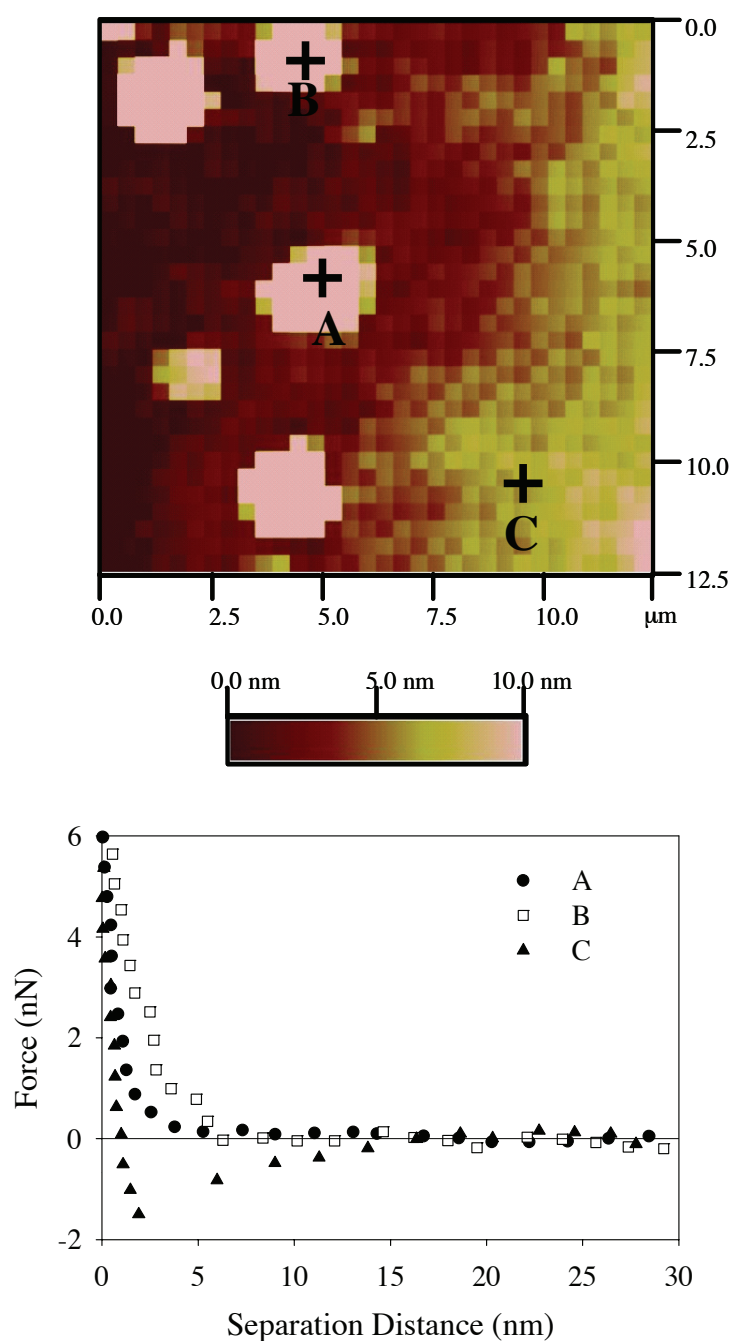 0.0
B
2.5
5.0
A
7.5
10.0
C
12.5
0.0 2.5 5.0 7.5 10.0 μm
0.0 nm 5.0 nm 10.0 nm
6
A
B
4
C
Force (nN)
2
0
-2
0 5 10 15 20 25 30
Separation Distance (nm)